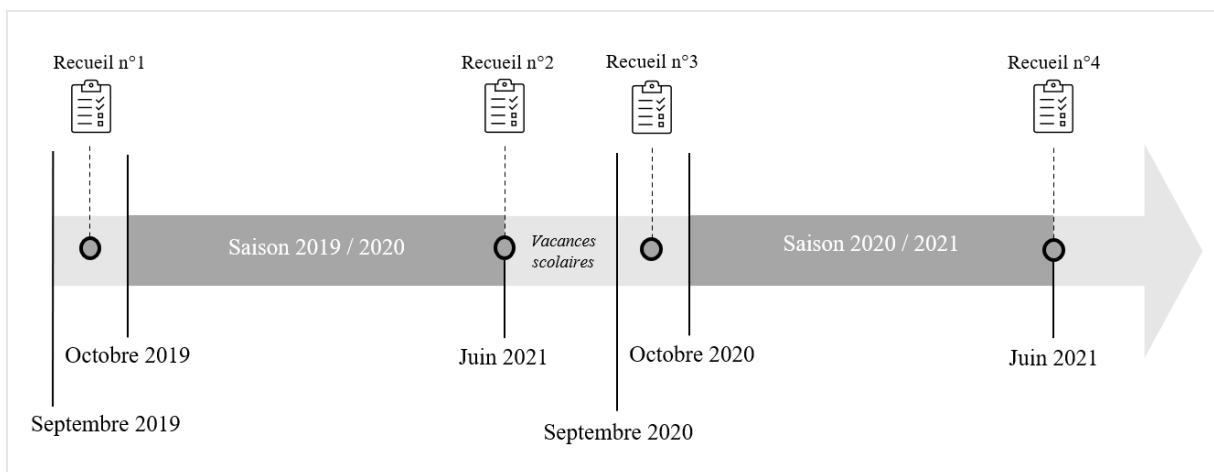 Recueil n°1
Recueil n°2
Recueil n°3
Recueil n°4
Saison 2019 / 2020
Vacances
scolaires
Saison 2020 / 2021
Octobre 2019
Juin 2021
Octobre 2020
Juin 2021
Septembre 2019
Septembre 2020